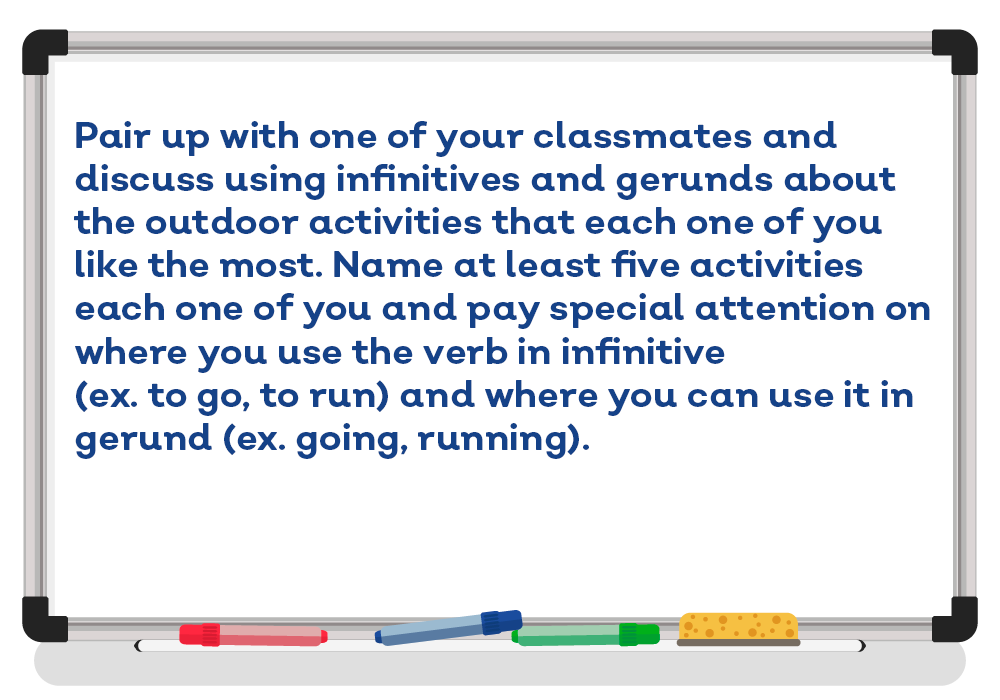 Pair up with one of your classmates and
discuss using infinitives and gerunds about
the outdoor activities that each one of you
like the most. Name at least five activities
each one of you and pay special attention on
where you use the verb in infinitive
(ex. to go, to run) and where you can use it in
gerund (ex. going, running).